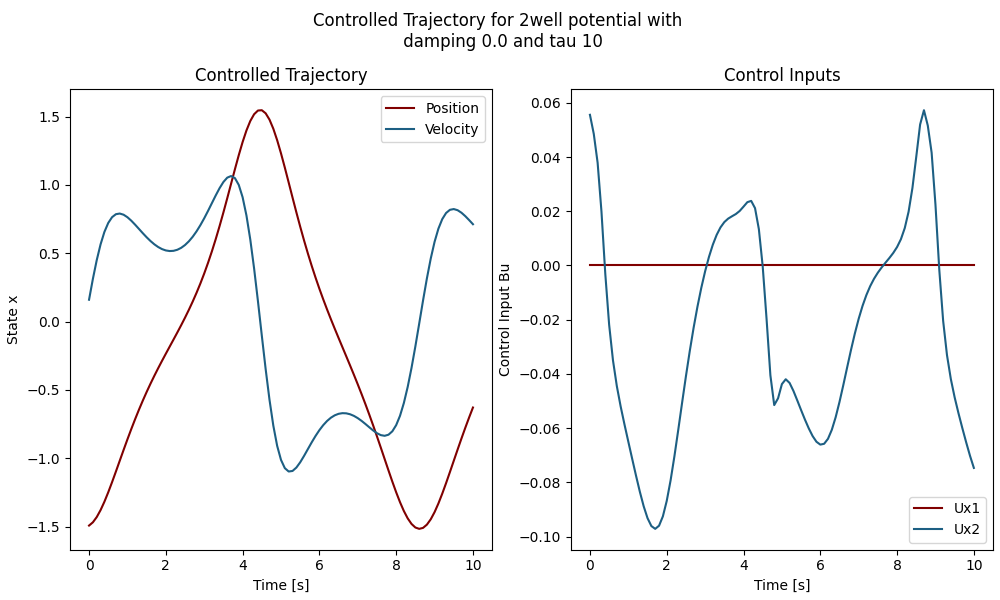 Controlled Trajectory for 2well potential with
damping 0.0 and tau 10
Controlled Trajectory
Control Inputs
State x
1.5
1.0
0.5
0.0
−0.5
−1.0
−1.5
Position
Velocity
0 2 4 6 8 10
Time [s]
Control Input Bu
0.06
0.04
0.02
0.00
−0.02
−0.04
−0.06
−0.08
−0.10
Ux1
Ux2
0 2 4 6 8 10
Time [s]